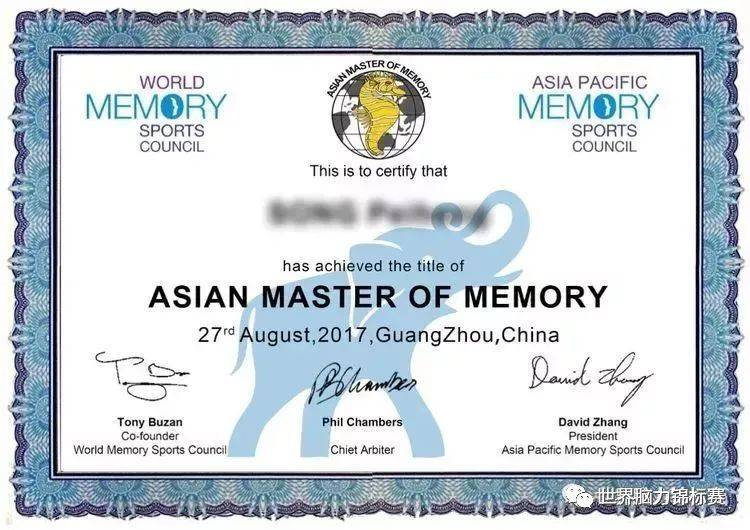 WORLD
MEMORY
SPORTS
COUNCIL
ASIAN MASTER OF MEMORY
ASIA PACIFIC
MEMORY
SPORTS
COUNCIL
This is to certify that
has achieved the title of
ASIAN MASTER OF MEMORY
27rd August,2017,GuangZhou,China
David Zhang
Tony Buzan
Co-founder
World Memory Sports Council
Phil Chambers
Chiet Arbiter
David Zhang
President
Asia Pacific Memory Sports Council
世界脑力锦标赛